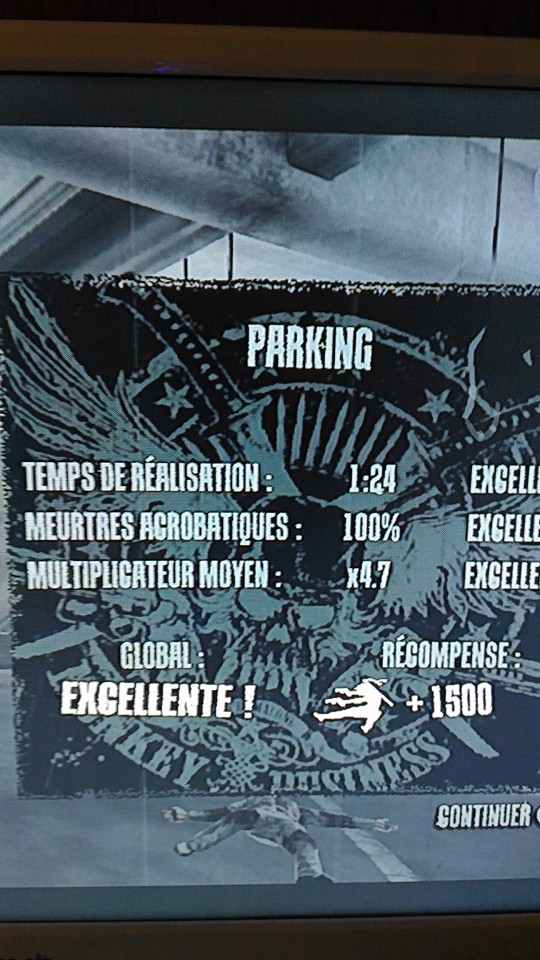 PARKING
TEMPS DE RÉALISATION : 1:24 EXCELL
MEURTRES ACROBATIQUES : 100% EXCELLE
MULTIPLICATEUR MOYEN : x4.7 EXCELLE
GLOBAL : RÉCOMPENSE :
EXCELLENTE ! + 1500
BUSINESS
CONTINUER